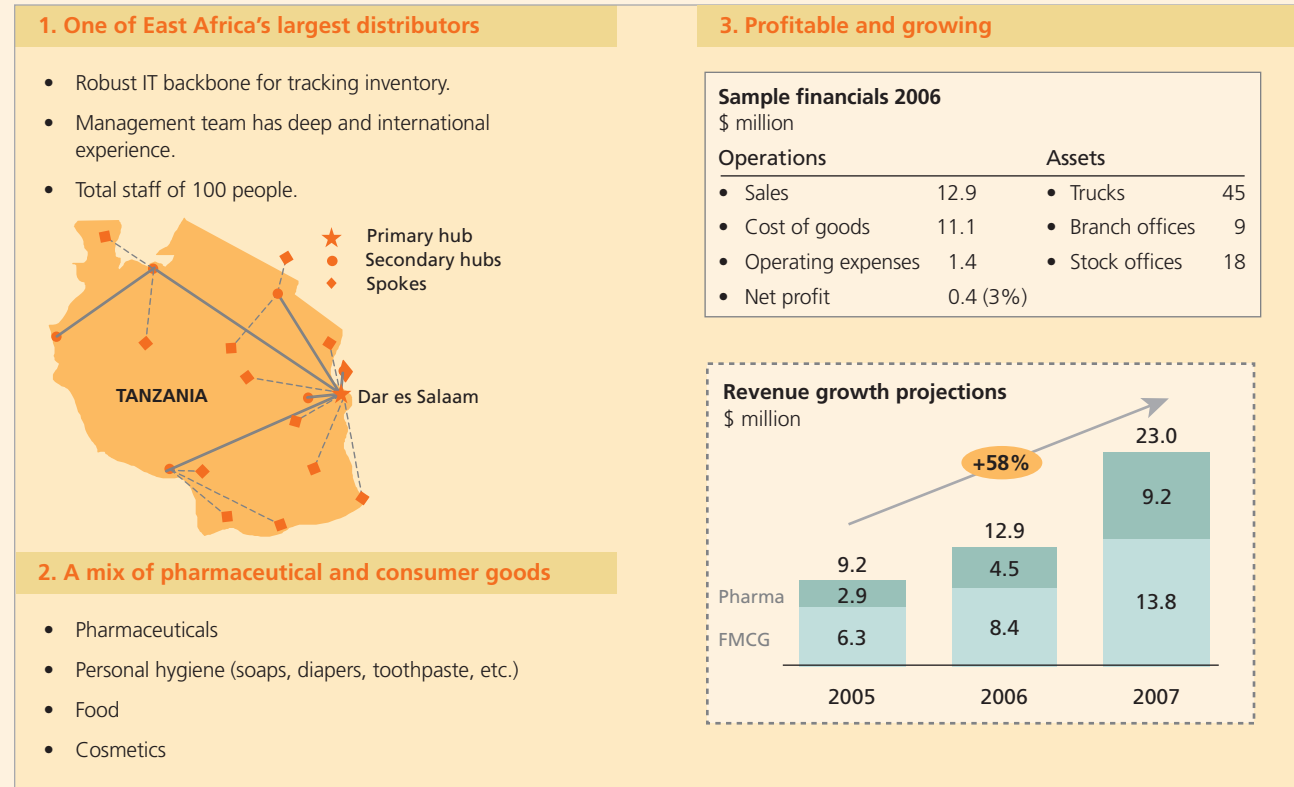 1. One of East Africa's largest distributors
• Robust IT backbone for tracking inventory.
• Management team has deep and international
experience.
• Total staff of 100 people.
Primary hub
Secondary hubs
Spokes
TANZANIA
Dar es Salaam
2. A mix of pharmaceutical and consumer goods
• Pharmaceuticals
• Personal hygiene (soaps, diapers, toothpaste, etc.)
• Food
• Cosmetics
3. Profitable and growing
Sample financials 2006
$ million
Operations Assets
• Sales 12.9 • Trucks 45
• Cost of goods 11.1 • Branch offices 9
• Operating expenses 1.4 • Stock offices 18
• Net profit 0.4 (3%)
Revenue growth projections
$ million
+58%
23.0
9.2
12.9
9.2
4.5
Pharma 2.9
13.8
FMCG 6.3 8.4
2005 2006 2007